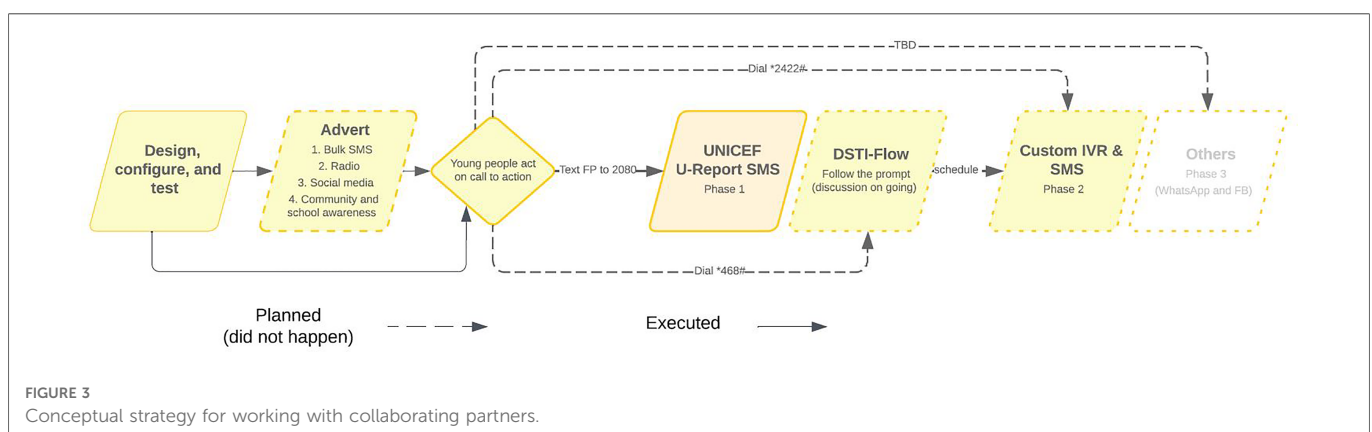 TBD
Dial *2422#
Design,
configure, and
test
Advert
1. Bulk SMS
2. Radio
3. Social media
4. Community and
school awareness
Young people act
on call to action
Text FP to 2080
UNICEF
U-Report SMS
Phase 1
DSTI-Flow
Follow the prompt
(discussion on going)
schedule
Custom IVR &
SMS
Phase 2
Others
Phase 3
(WhatsApp and FB)
Dial *468#
Planned
(did not happen)
Executed
FIGURE 3
Conceptual strategy for working with collaborating partners.